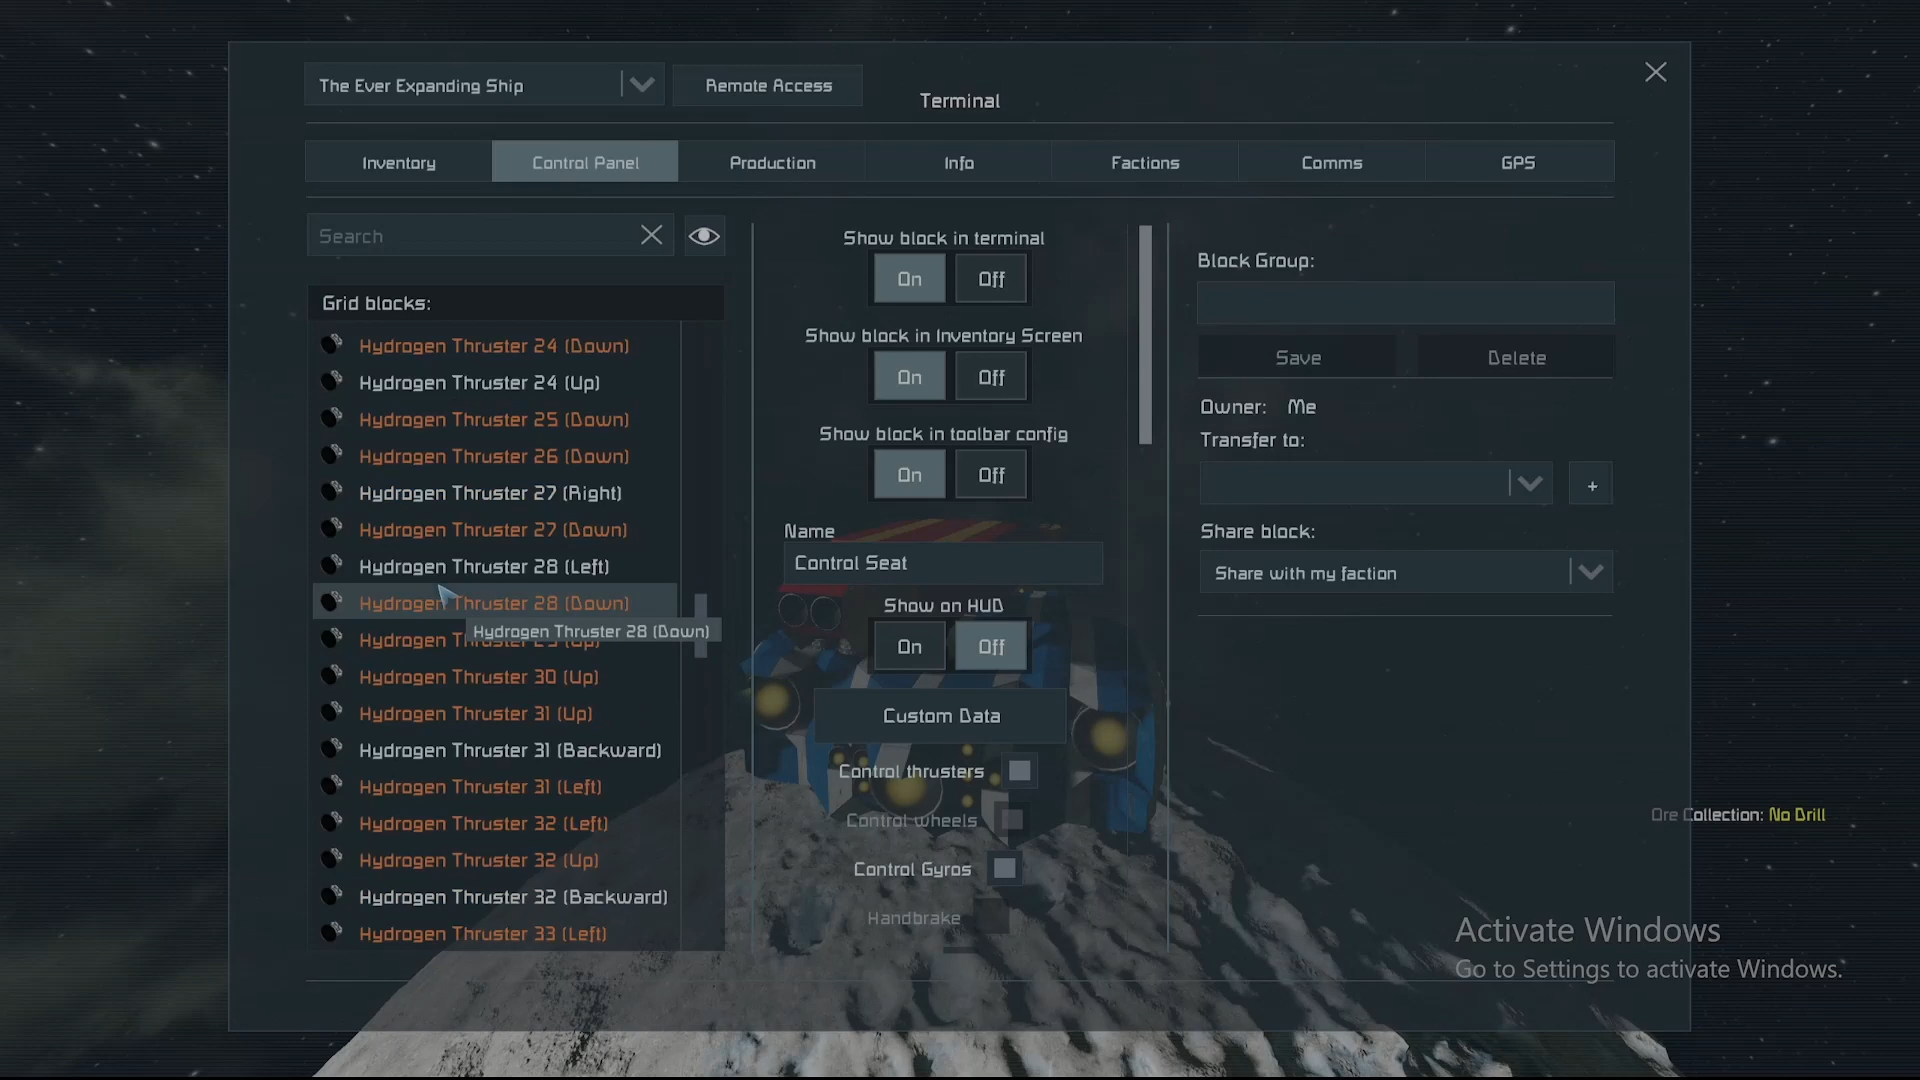 The Ever Expanding Ship
Remote Access
Terminal
Inventory
Control Panel
Production
Info
Factions
Comms
GPS
Search
Grid blocks:
Hydrogen Thruster 24 (Down)
Hydrogen Thruster 24 (Up)
Hydrogen Thruster 25 (Down)
Hydrogen Thruster 26 (Down)
Hydrogen Thruster 27 (Right)
Hydrogen Thruster 27 (Down)
Hydrogen Thruster 28 (Left)
Hydrogen Thruster 28 (Down)
Hydrogen Thruster 28 (Down)
Hydrogen
Hydrogen Thruster 30 (Up)
Hydrogen Thruster 31 (Up)
Hydrogen Thruster 31 (Backward)
Hydrogen Thruster 31 (Left)
Hydrogen Thruster 32 (Left)
Hydrogen Thruster 32 (Up)
Hydrogen Thruster 32 (Backward)
Hydrogen Thruster 33 (Left)
Show block in terminal
On Off
Show block in Inventory Screen
On Off
Show block in toolbar config
On Off
Name
Control Seat
Show on HUD
On Off
Custom Data
Control thrusters
Control wheels
Control Gyros
Handbrake
Block Group:
Save
Delete
Owner: Me
Transfer to:
+
Share block:
Share with my faction
Ore Collection: No Drill
Activate Windows
Go to Settings to activate Windows.